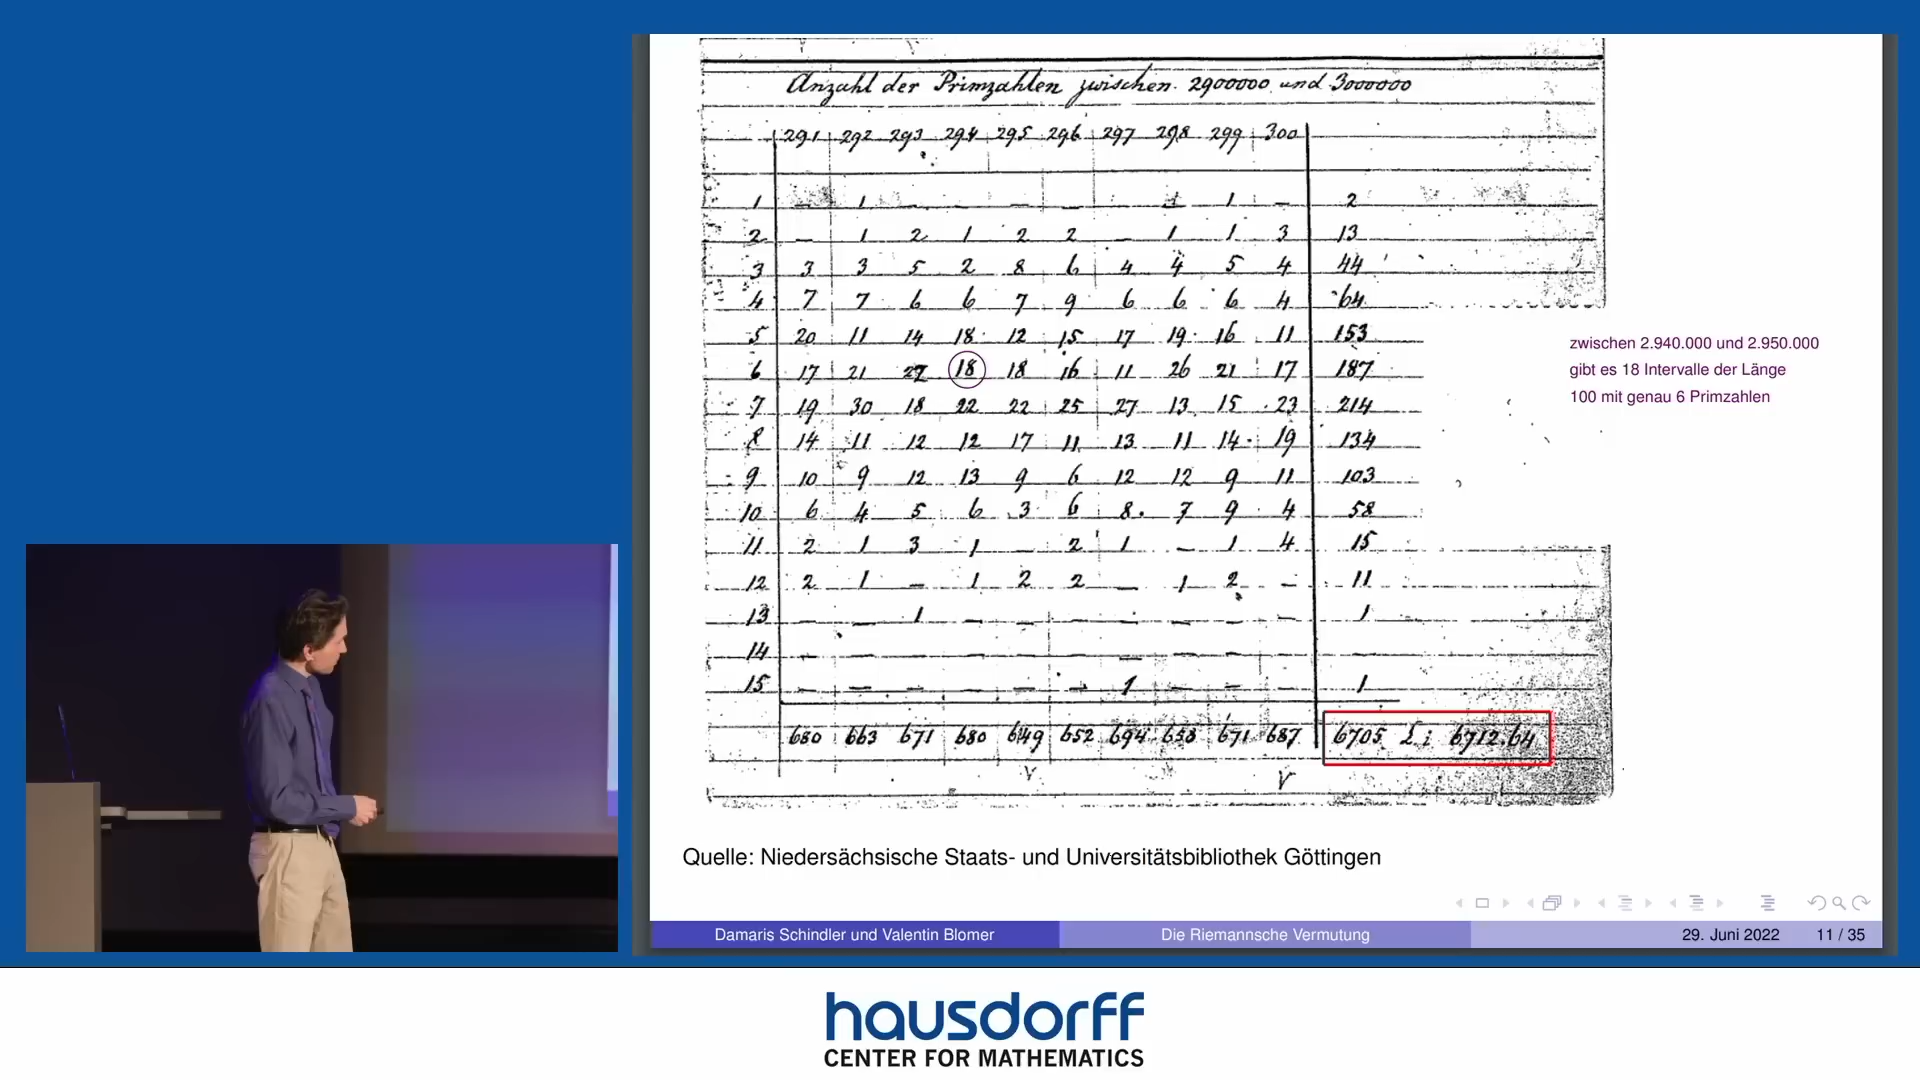 Anzahl der Primzahlen zwischen 2900000 und 3000000
291 292 293 294 295 296 297 298 299 300
1 – 1 – – – – – – 1 – 2
2 – 1 2 1 2 2 – 1 1 3 13
3 3 3 5 2 8 6 4 4 5 4 44
4 7 7 6 6 7 9 6 6 6 4 64
5 20 11 14 18 12 15 17 19 16 11 153
6 17 21 27 18 18 16 11 26 21 17 187
7 19 30 18 22 22 25 27 13 15 23 214
8 14 11 12 12 17 11 13 11 14 19 134
9 10 9 12 13 9 6 12 12 9 11 103
10 6 4 5 6 3 6 8 7 9 4 58
11 2 1 3 1 – 2 1 – 1 4 15
12 2 1 – 1 2 2 – 1 2 – 11
13 – – 1 – – – – – – – 1
14 – – – – – – – – – –
15 – – – – – – 1 – – – 1
680 663 671 680 649 652 694 658 671 687 6705 Li 6712.64
zwischen 2.940.000 und 2.950.000
gibt es 18 Intervalle der Länge
100 mit genau 6 Primzahlen
Quelle: Niedersächsische Staats- und Universitätsbibliothek Göttingen
Damaris Schindler und Valentin Blomer Die Riemannsche Vermutung 29. Juni 2022 11 / 35
hausdorff
CENTER FOR MATHEMATICS